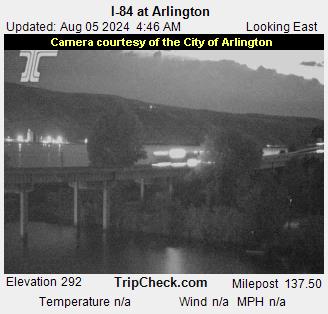 I-84 at Arlington
Updated: Aug 05 2024 4:46 AM Looking East
Camera courtesy of the City of Arlington
Elevation 292 TripCheck.com Milepost 137.50
Temperature n/a Wind n/a MPH n/a